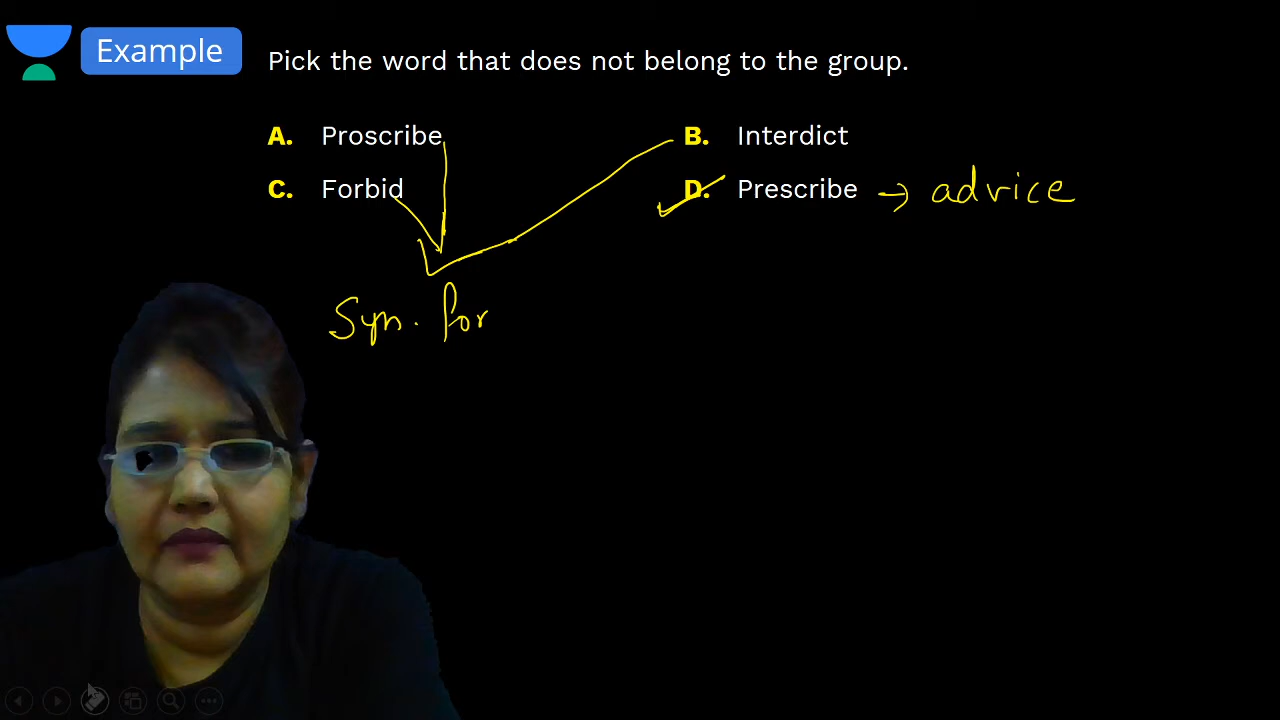 Example
Pick the word that does not belong to the group.
A. Proscribe
B. Interdict
C. Forbid
D. Prescribe → advice
Syn. for